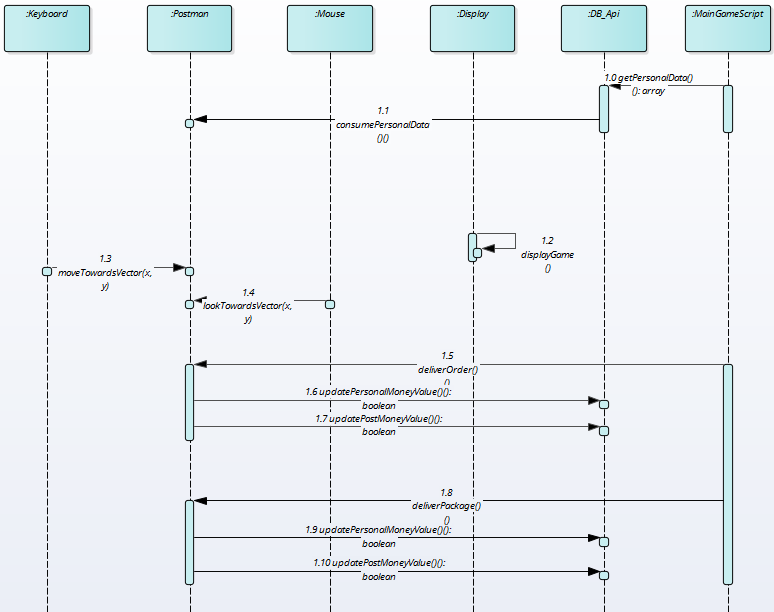 :Keyboard
:Postman
:Mouse
:Display
:DB_Api
:MainGameScript
1.0 getPersonalData()
(): array
1.1
consumePersonalData
()()
1.2
displayGame
()
1.3
moveTowardsVector(x,
y)
1.4
lookTowardsVector(x,
y)
1.5
deliverOrder()
()
1.6 updatePersonalMoneyValue()():
boolean
1.7 updatePostMoneyValue()():
boolean
1.8
deliverPackage()
()
1.9 updatePersonalMoneyValue()():
boolean
1.10 updatePostMoneyValue()():
boolean